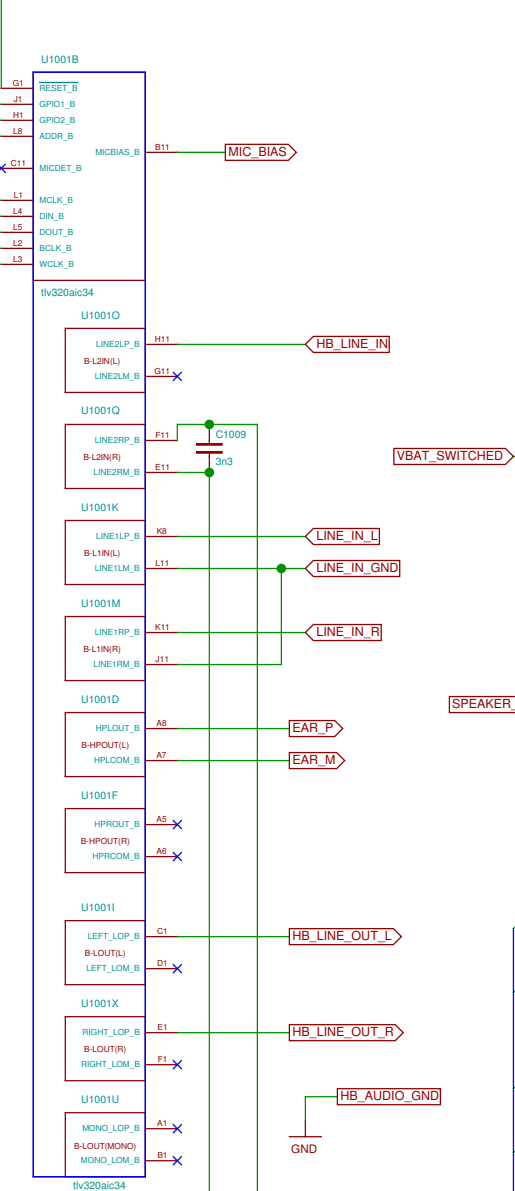 U1001B
G1 RESET_B
J1 GPIO1_B
H1 GPIO2_B
L8 ADDR_B
MICBIAS_B B11 MIC_BIAS
C11 MICDET_B
L1 MCLK_B
L4 DIN_B
L5 DOUT_B
L2 BCLK_B
L3 WCLK_B
tlv320aic34
U1001O
LINE2LP_B H11 HB_LINE_IN
B-L2IN(L)
LINE2LM_B G11
U1001Q
LINE2RP_B F11 C1009
B-L2IN(R) VBAT_SWITCHED
LINE2RM_B E11 3n3
U1001K
LINE1LP_B K8 LINE_IN_L
B-L1IN(L)
LINE1LM_B L11 LINE_IN_GND
U1001M
LINE1RP_B K11 LINE_IN_R
B-L1IN(R)
LINE1RM_B J11
U1001D SPEAKER_
HPLOUT_B A8 EAR_P
B-HPOUT(L)
HPLCOM_B A7 EAR_M
U1001F
HPROUT_B A5
B-HPOUT(R)
HPRCOM_B A6
U1001I
LEFT_LOP_B C1 HB_LINE_OUT_L
B-LOUT(L)
LEFT_LOM_B D1
U1001X
RIGHT_LOP_B E1 HB_LINE_OUT_R
B-LOUT(R)
RIGHT_LOM_B F1
U1001U HB_AUDIO_GND
MONO_LOP_B A1
B-LOUT(MONO) GND
MONO_LOM_B B1
tlv320aic34